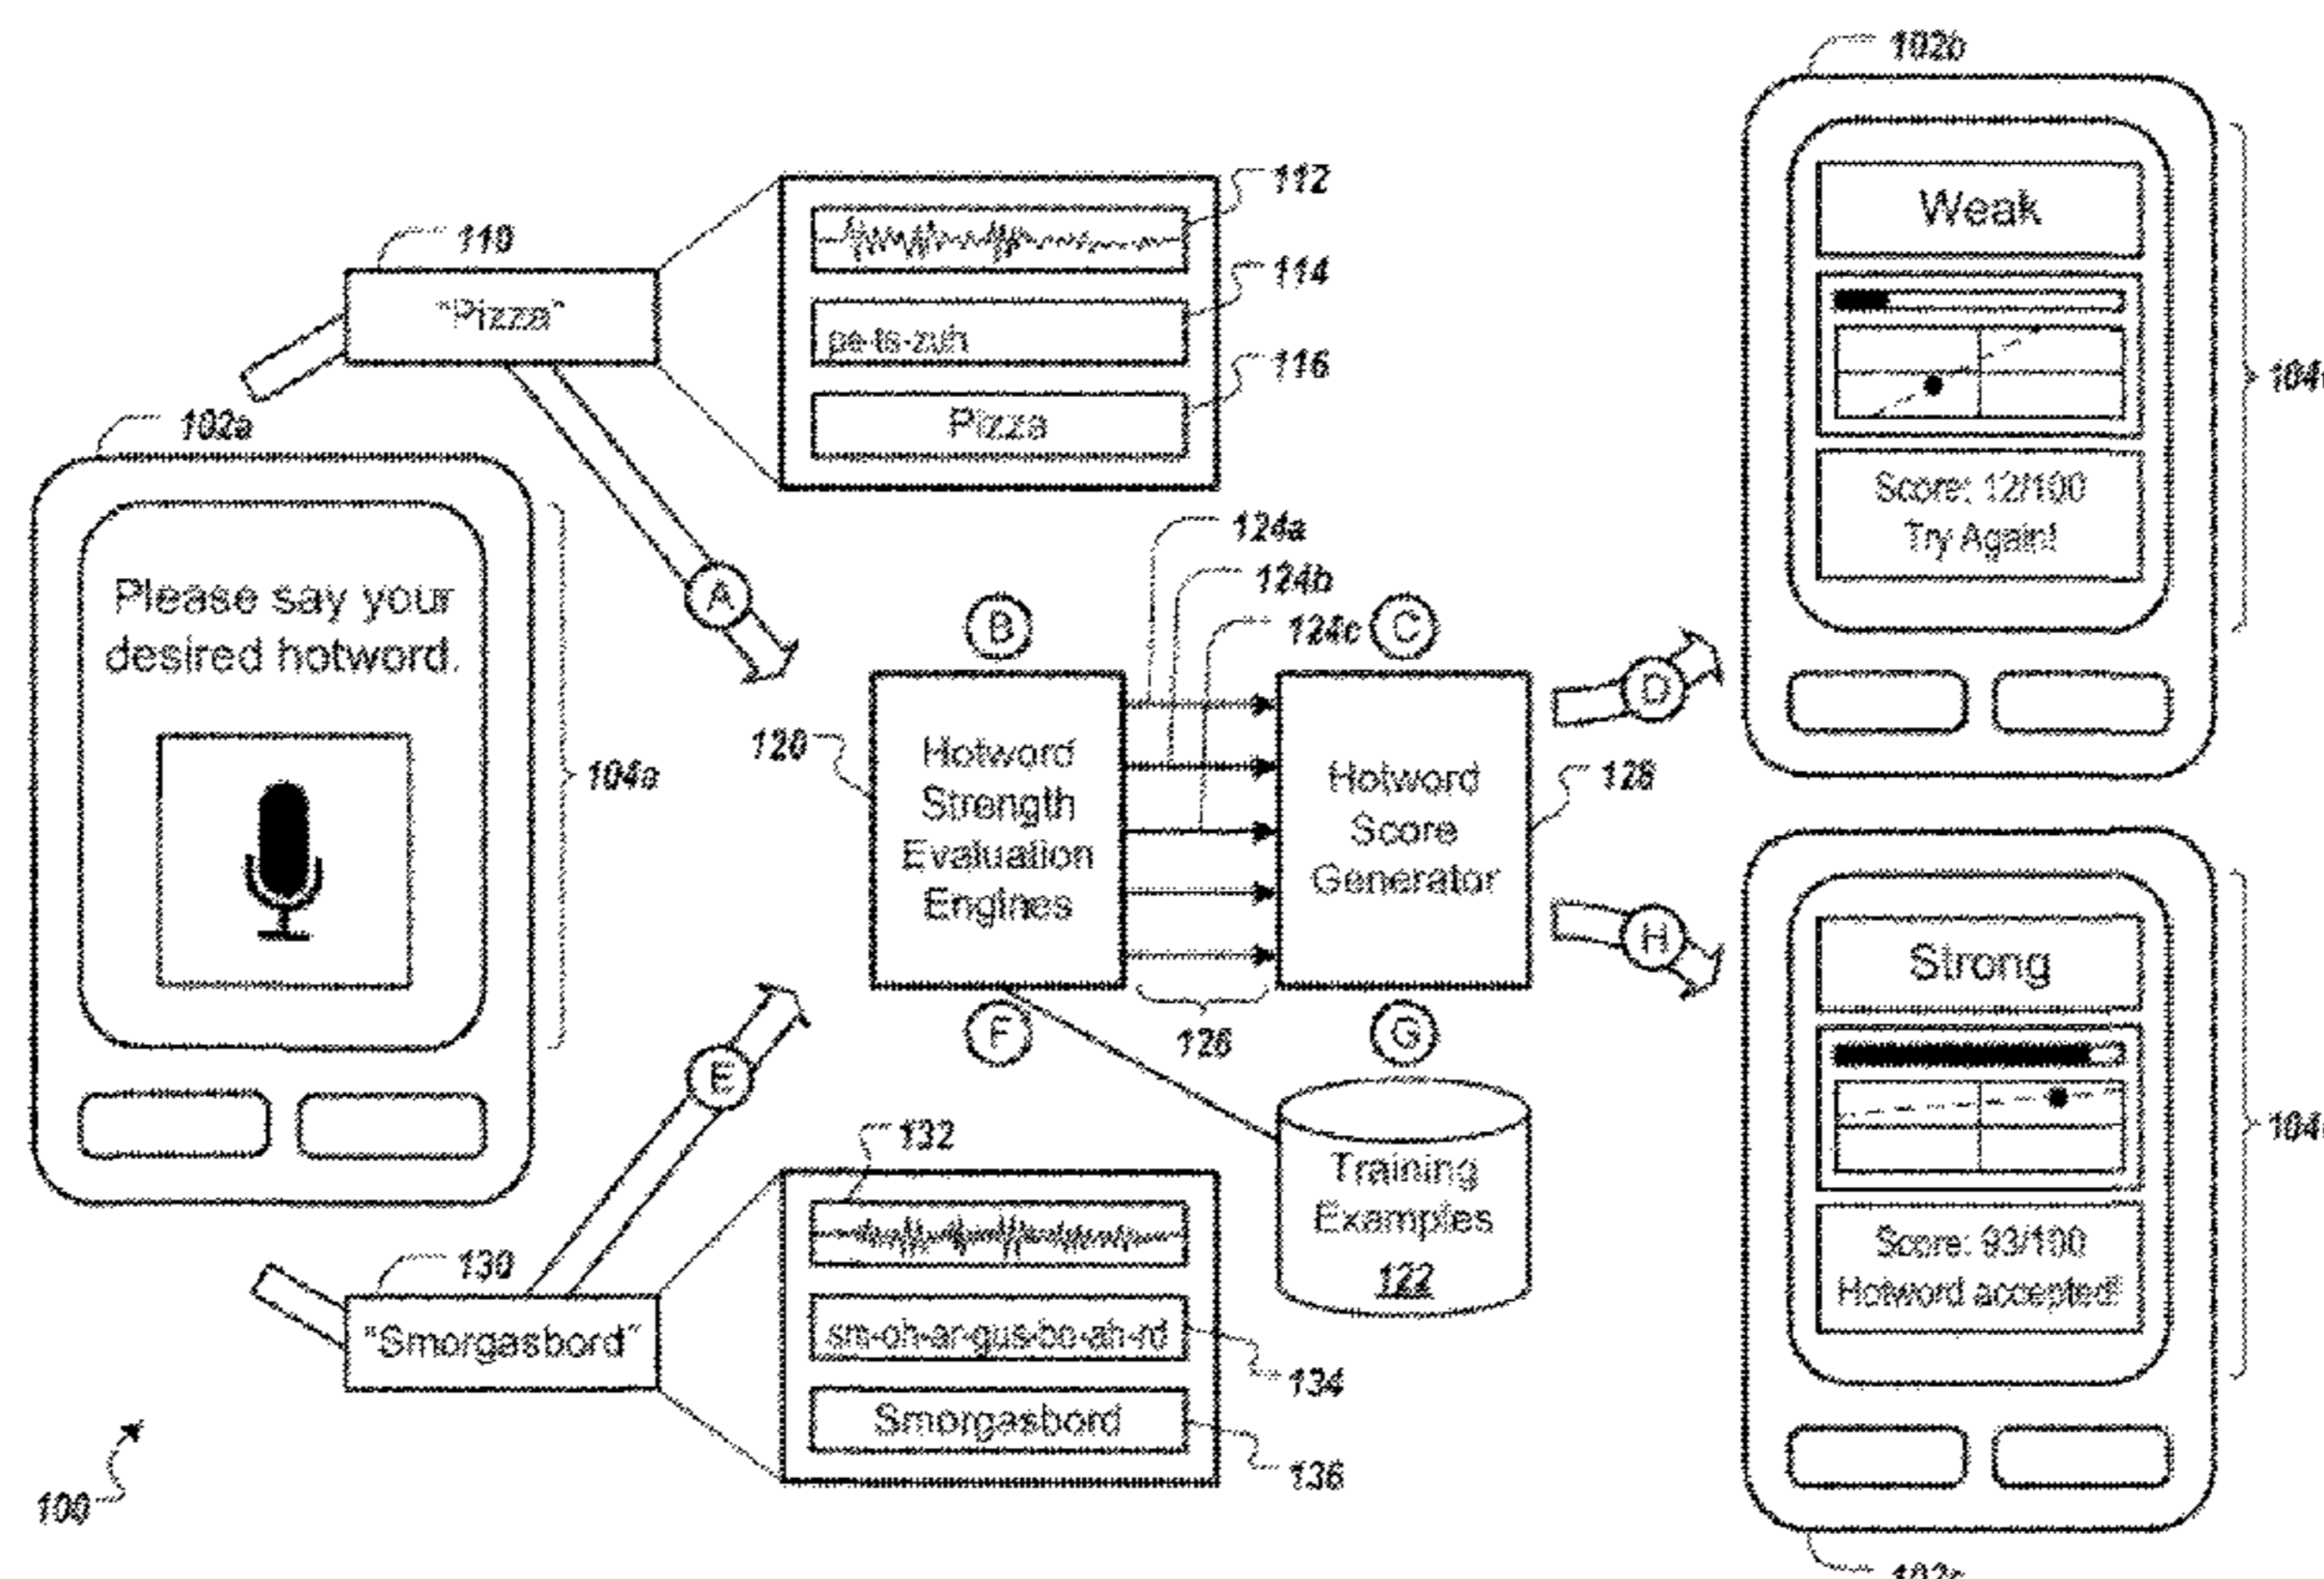 102b
112
Weak
110
114
"Pizza"
pe-ts-zuh
116
Pizza
102a
Score: 12/100
Try Again!
124a
124b
Please say your
desired hotword.
A
B
124c
C
D
120
104a
Hotword
Strength
Evaluation
Engines
Hotword
Score
Generator
128
H
Strong
F
126
G
E
132
Training
Examples
122
Score: 93/100
Hotword accepted!
130
"Smorgasbord"
sm-oh-ar-gus-bo-ah-rd
134
Smorgasbord
136
100